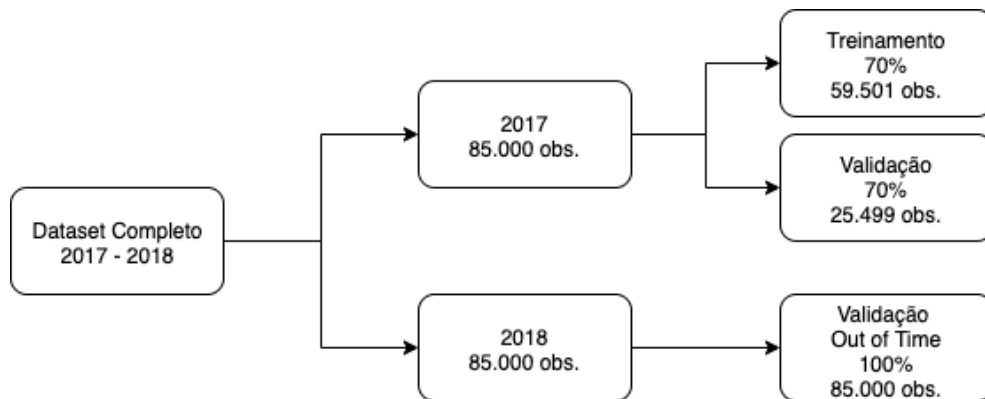 Dataset Completo
2017 - 2018
2017
85.000 obs.
2018
85.000 obs.
Treinamento
70%
59.501 obs.
Validação
70%
25.499 obs.
Validação
Out of Time
100%
85.000 obs.